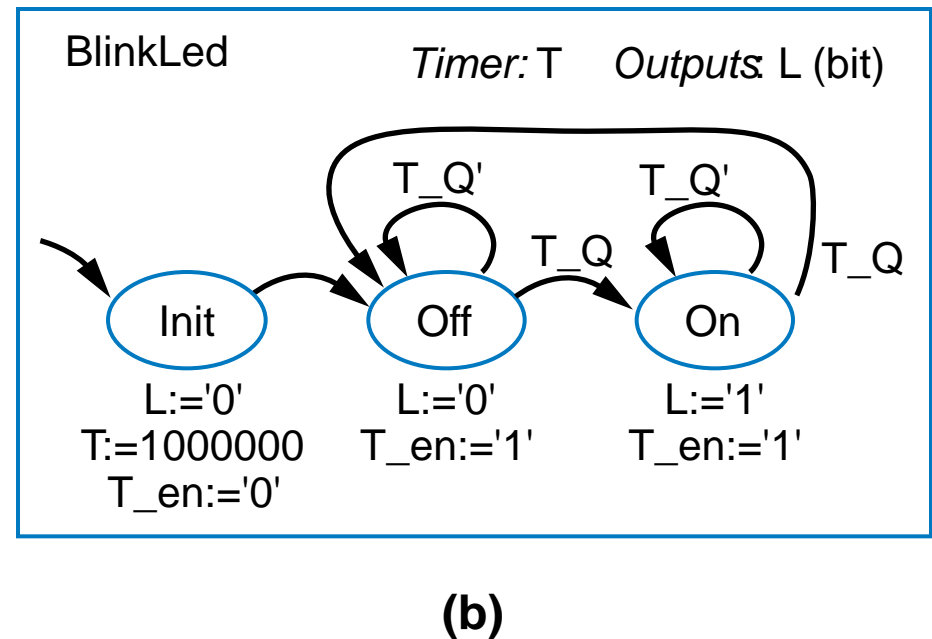 BlinkLed
Timer: T Outputs: L (bit)
T_Q' T_Q'
T_Q T_Q
Init Off On
L:='0' L:='0' L:='1'
T:=1000000 T_en:='1' T_en:='1'
T_en:='0'
(b)